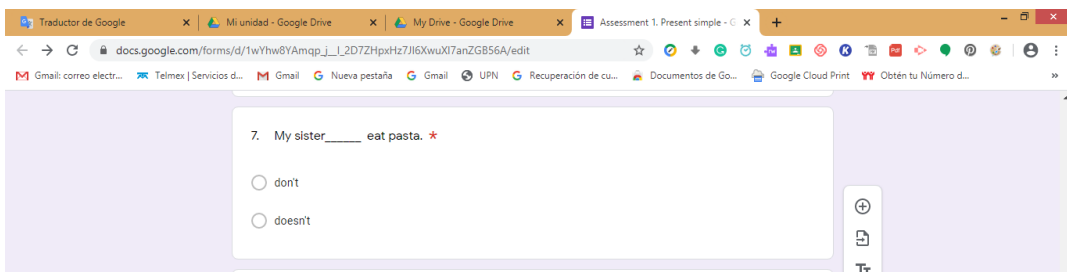 Traductor de Google
Mi unidad - Google Drive
My Drive - Google Drive
Assessment 1. Present simple - G
docs.google.com/forms/d/1wYhw8YAmqp_j__I_2D7ZHpxHz7JI6XwuXI7anZGB56A/edit
Gmail: correo electr...
Telmex | Servicios d...
Gmail
Nueva pestaña
Gmail
UPN
Recuperación de cu...
Documentos de Go...
Google Cloud Print
Obtén tu Número d...
»
7. My sister______ eat pasta. *
don't
doesn't